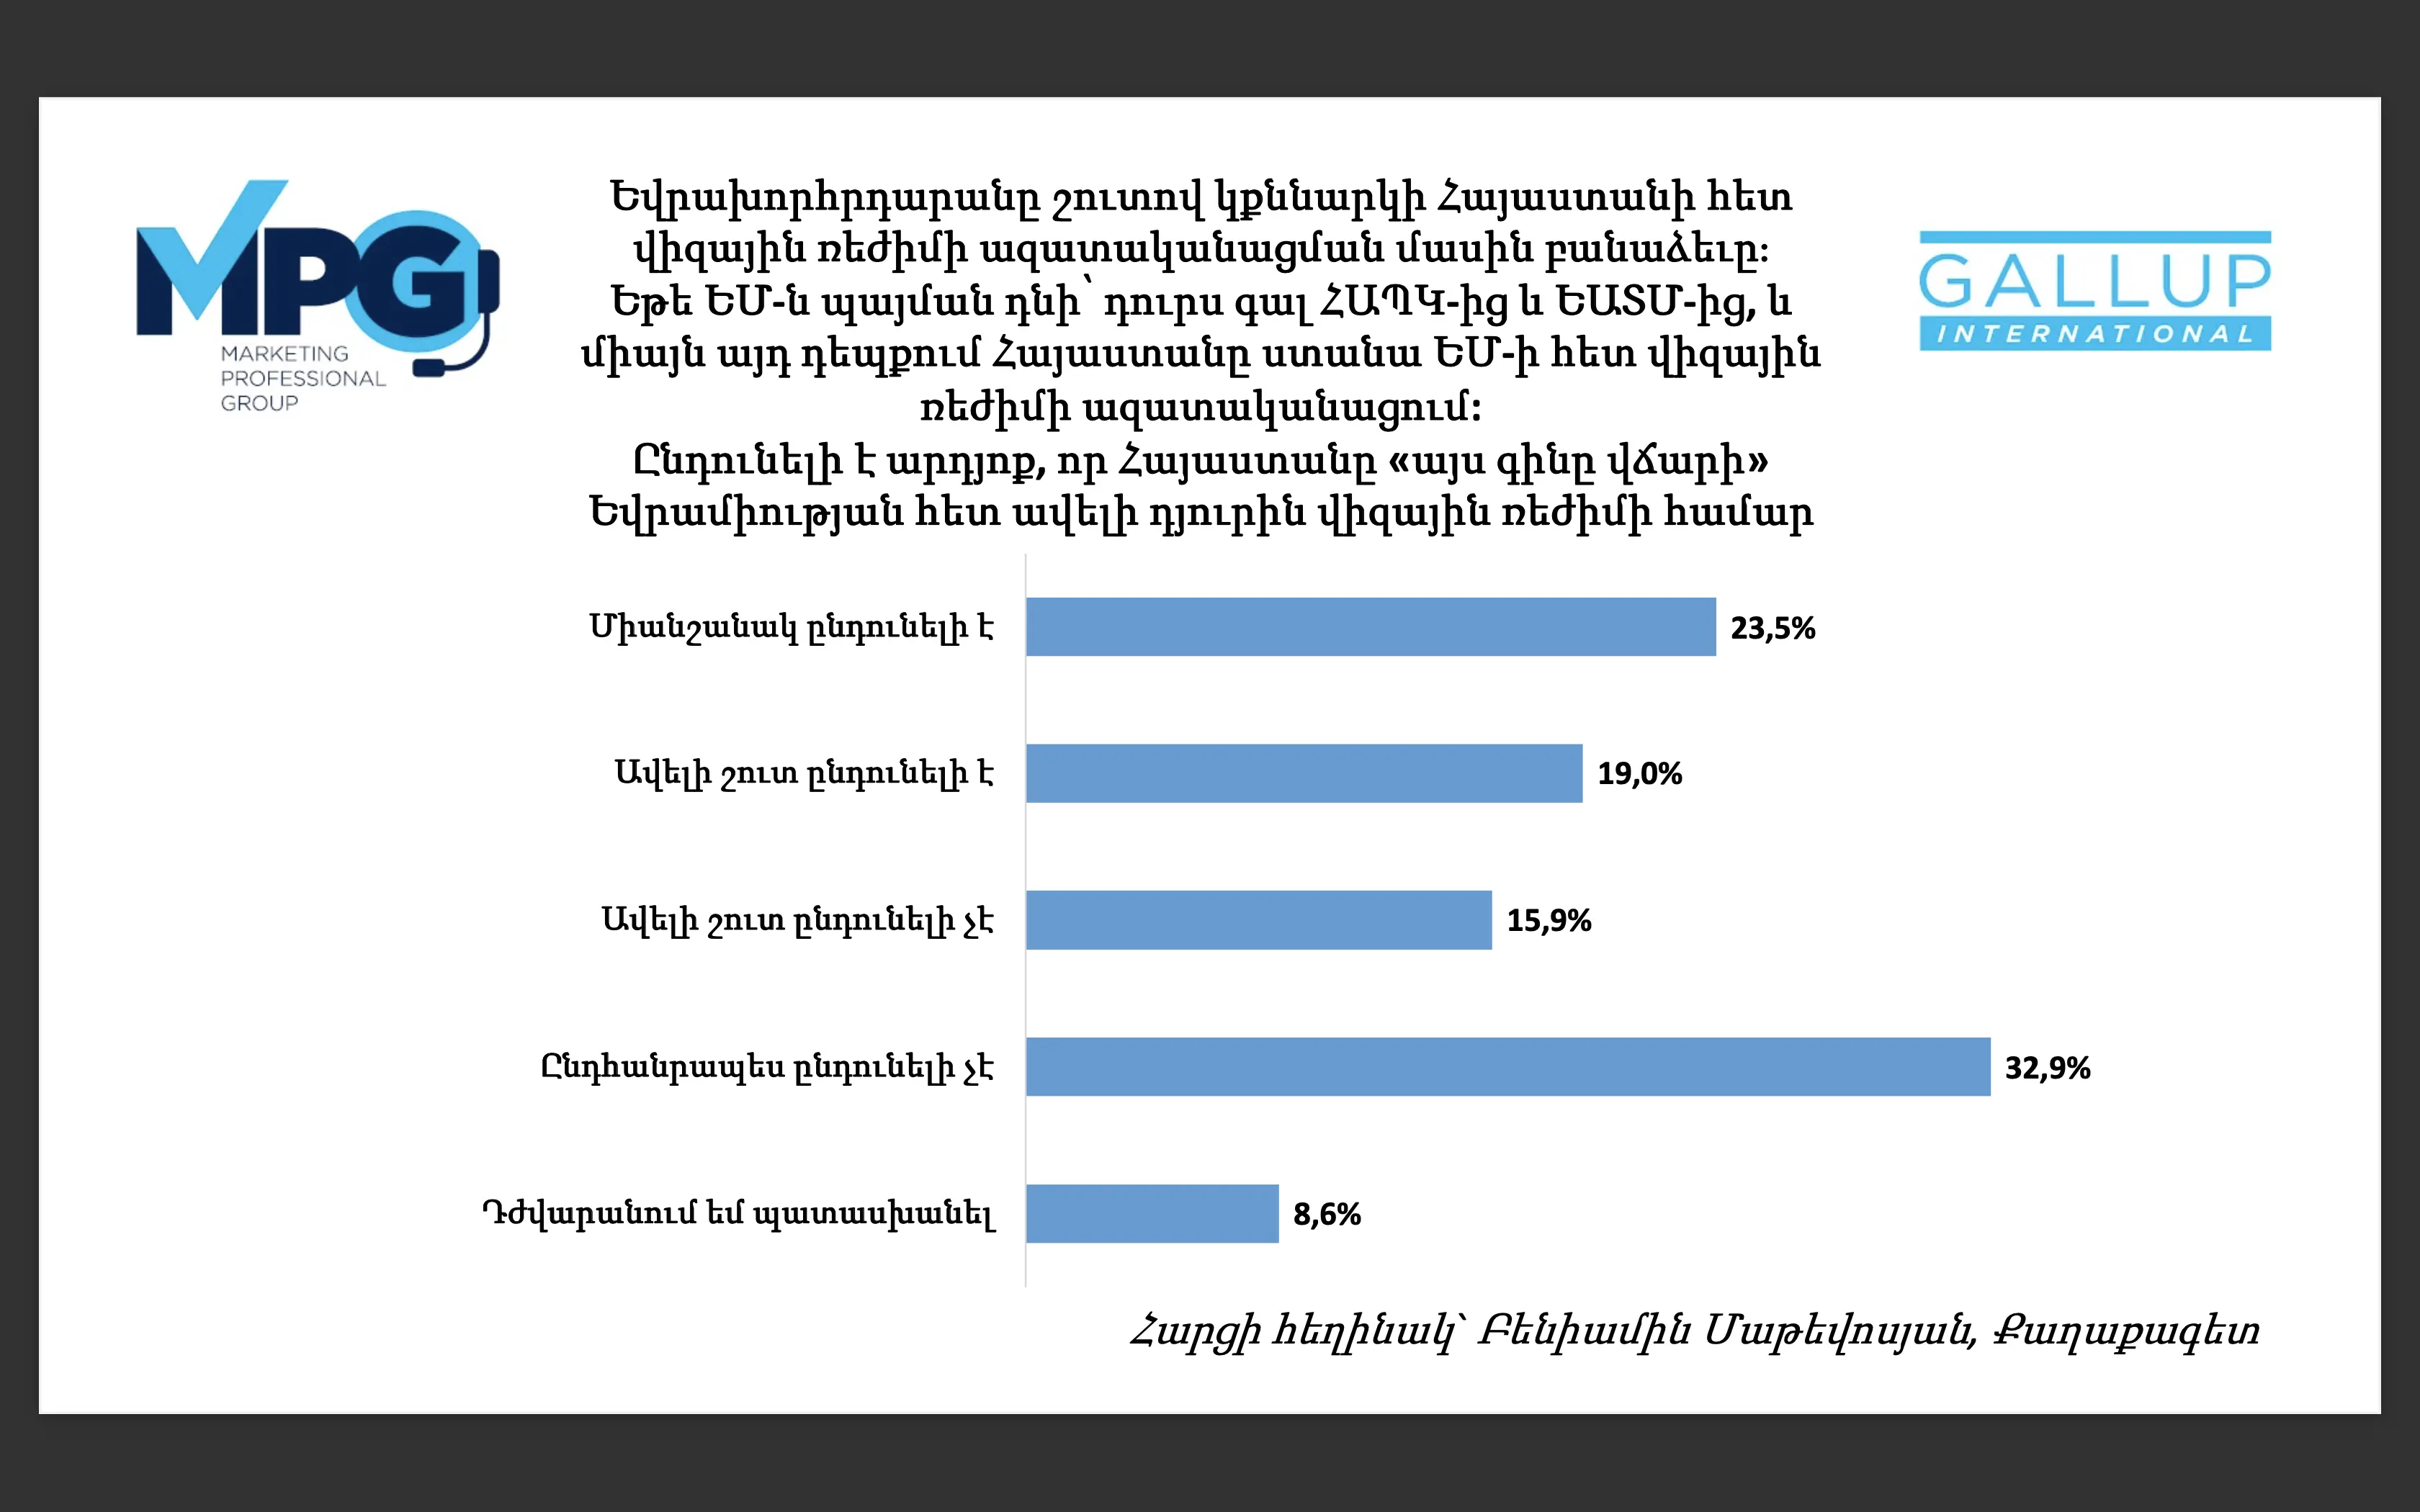 MPG
MARKETING
PROFESSIONAL
GROUP
Եվրախորհրդարանը շուտով կքննարկի Հայաստանի հետ
վիզային ռեժիմի ազատականացման մասին բանաձեւը։
Եթե ԵՄ-ն պայման դնի՝ դուրս գալ ՀԱՊԿ-ից և ԵԱՏՄ-ից, և
միայն այդ դեպքում Հայաստանը ստանա ԵՄ-ի հետ վիզային
ռեժիմի ազատականացում:
Ընդունելի է արդյոք, որ Հայաստանը «այս գինը վճարի»
Եվրամիության հետ ավելի դյուրին վիզային ռեժիմի համար
GALLUP
INTERNATIONAL
Միանշանակ ընդունելի է 23,5%
Ավելի շուտ ընդունելի է 19,0%
Ավելի շուտ ընդունելի չէ 15,9%
Ընդհանրապես ընդունելի չէ 32,9%
Դժվարանում եմ պատասխանել 8,6%
Հարցի հեղինակ՝ Բենիամին Մաթևոսյան, Քաղաքագետ